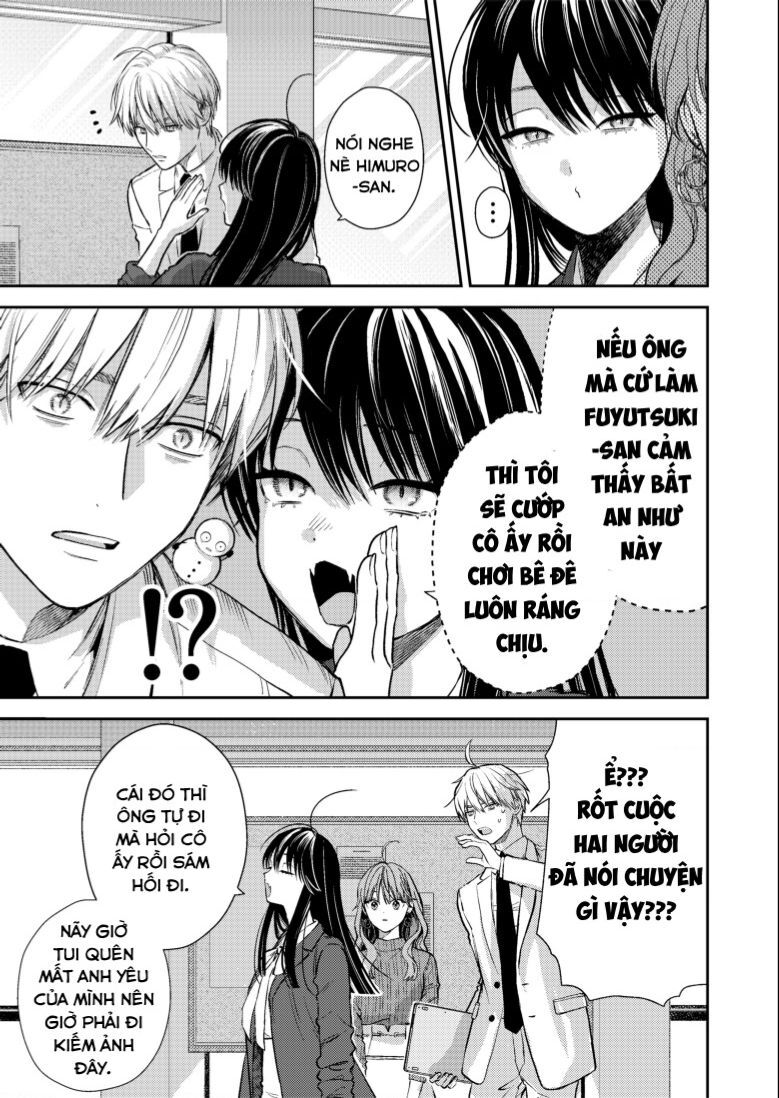 ...
NÓI NGHE
NÈ HIMURO
-SAN.
NẾU ÔNG
MÀ CỨ LÀM
FUYUTSUKI
-SAN CẢM
THẤY BẤT
AN NHƯ
NÀY
THÌ TÔI
SẼ CƯỚP
CÔ ẤY RỒI
CHƠI BÊ ĐÊ
LUÔN RÁNG
CHỊU.
!?
Ể???
RỐT CUỘC
HAI NGƯỜI
ĐÃ NÓI CHUYỆN
GÌ VẬY???
CÁI ĐÓ THÌ
ÔNG TỰ ĐI
MÀ HỎI CÔ
ẤY RỒI SÁM
HỐI ĐI.
NÃY GIỜ
TUI QUÊN
MẤT ANH YÊU
CỦA MÌNH NÊN
GIỜ PHẢI ĐI
KIẾM ẢNH
ĐÂY.